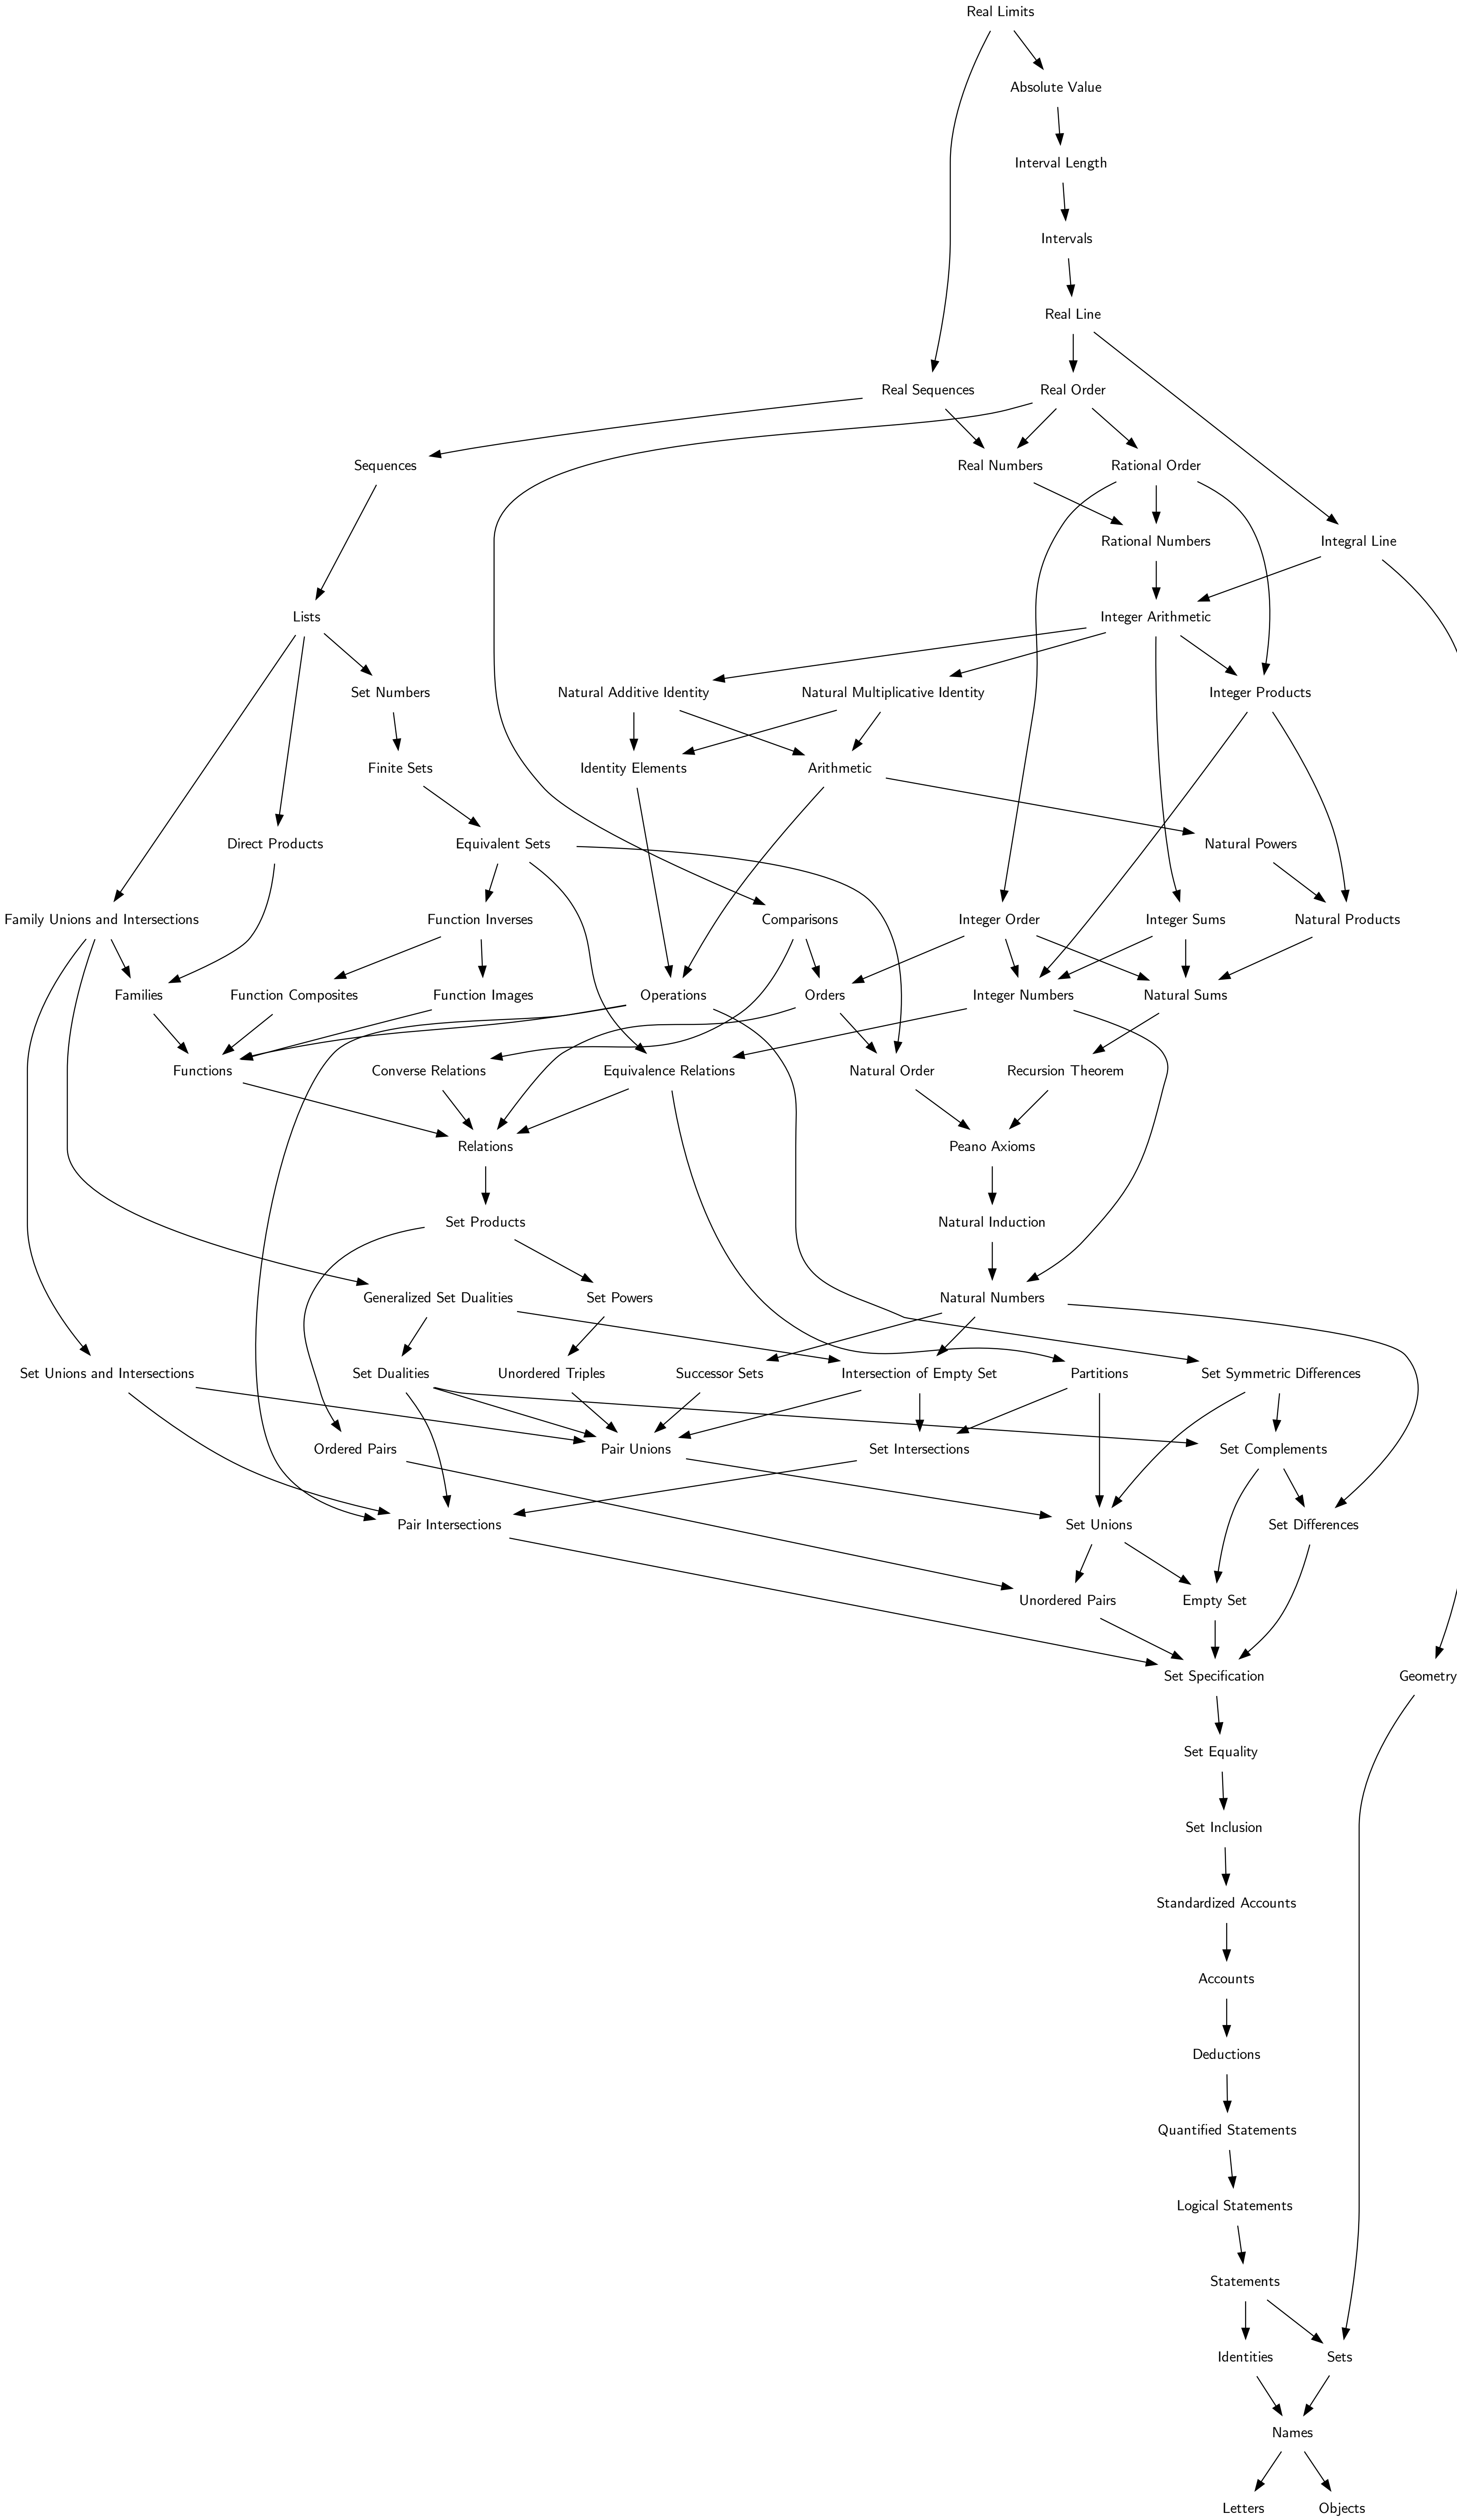 Real Limits
Absolute Value
Interval Length
Intervals
Real Line
Real Sequences
Real Order
Sequences
Real Numbers
Rational Order
Rational Numbers
Integral Line
Lists
Integer Arithmetic
Set Numbers
Natural Additive Identity
Natural Multiplicative Identity
Integer Products
Finite Sets
Identity Elements
Arithmetic
Direct Products
Equivalent Sets
Natural Powers
Family Unions and Intersections
Function Inverses
Comparisons
Integer Order
Integer Sums
Natural Products
Families
Function Composites
Function Images
Operations
Orders
Integer Numbers
Natural Sums
Functions
Converse Relations
Equivalence Relations
Natural Order
Recursion Theorem
Relations
Peano Axioms
Set Products
Natural Induction
Generalized Set Dualities
Set Powers
Natural Numbers
Set Unions and Intersections
Set Dualities
Unordered Triples
Successor Sets
Intersection of Empty Set
Partitions
Set Symmetric Differences
Ordered Pairs
Pair Unions
Set Intersections
Set Complements
Pair Intersections
Set Unions
Set Differences
Unordered Pairs
Empty Set
Set Specification
Geometry
Set Equality
Set Inclusion
Standardized Accounts
Accounts
Deductions
Quantified Statements
Logical Statements
Statements
Identities
Sets
Names
Letters
Objects